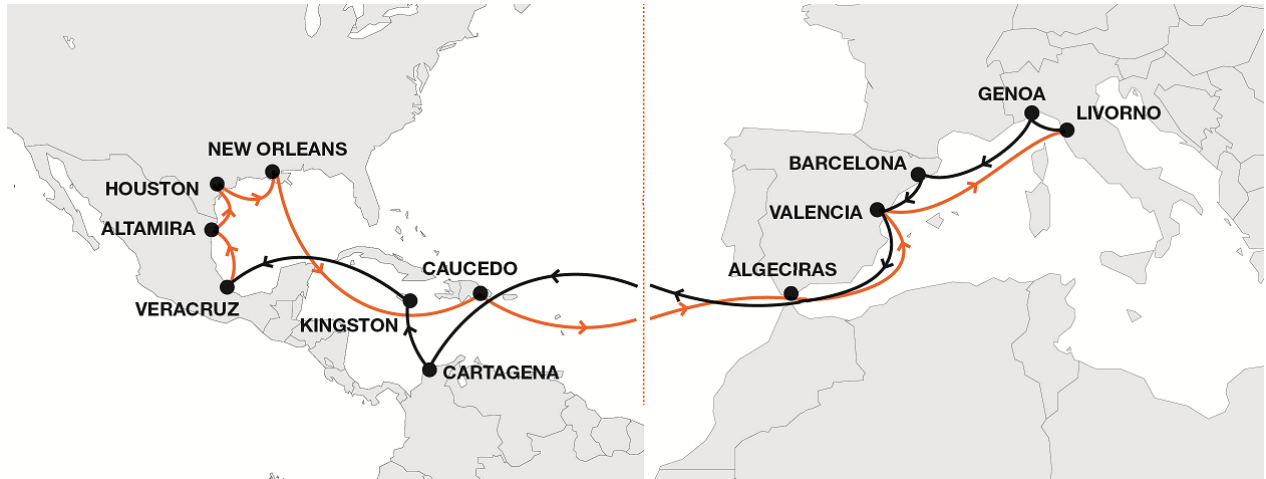 GENOA
LIVORNO
NEW ORLEANS
BARCELONA
HOUSTON
VALENCIA
ALTAMIRA
CAUCEDO
ALGECIRAS
VERACRUZ
KINGSTON
CARTAGENA